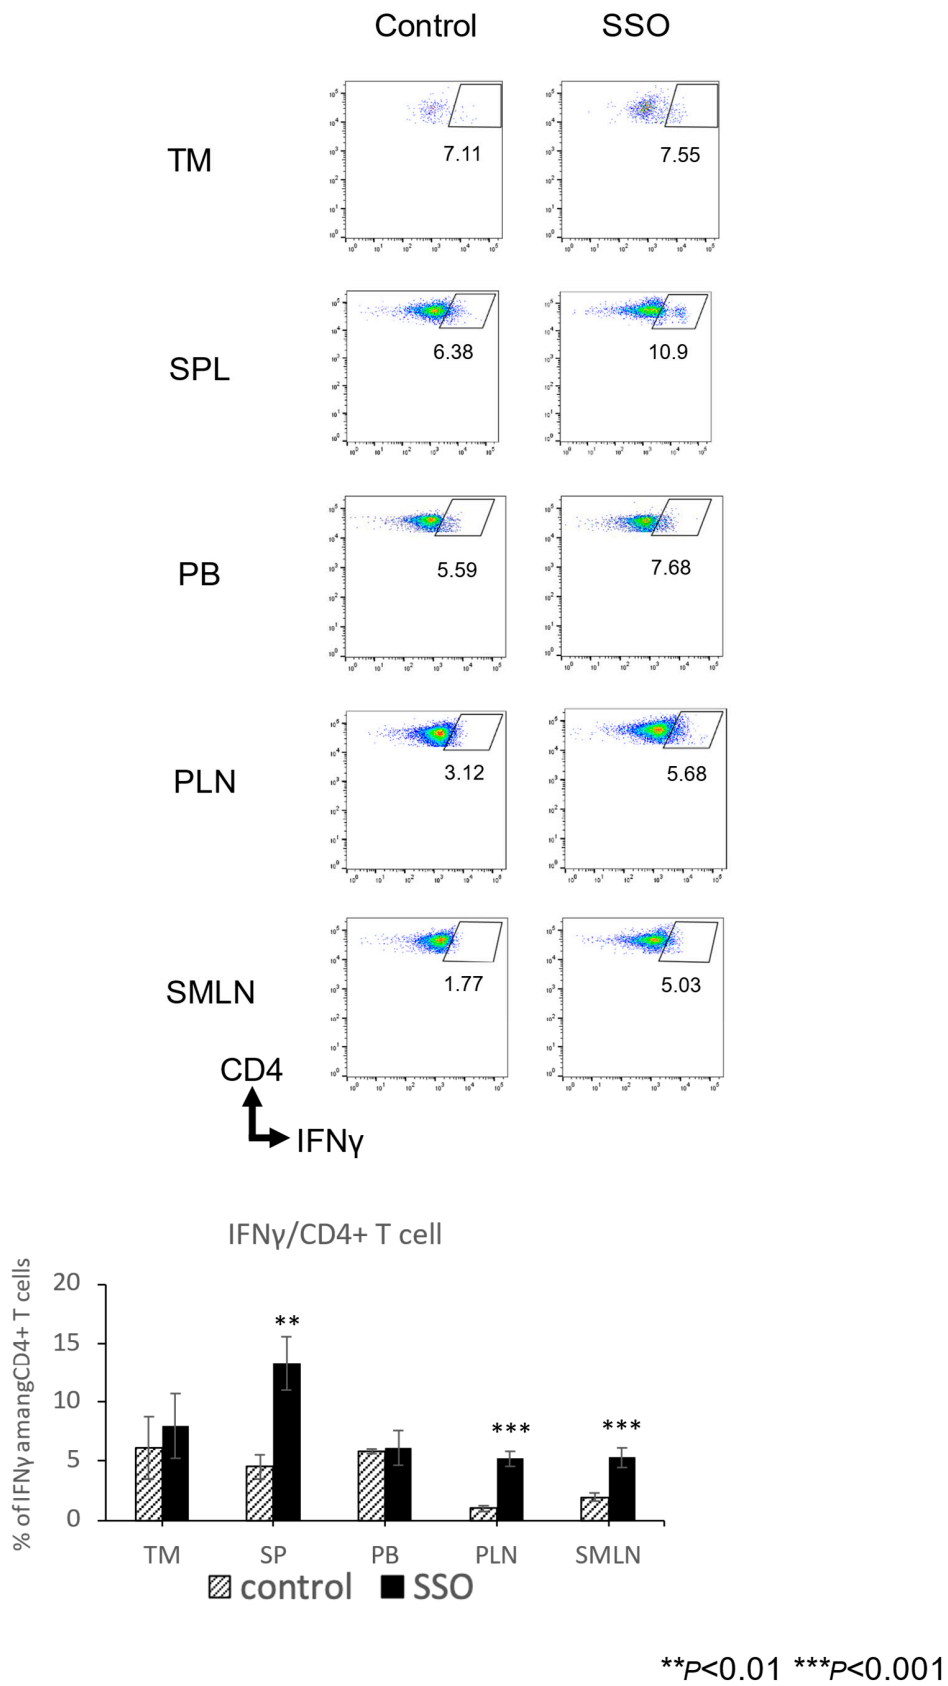 Control SSO
TM
7.11 7.55
SPL
6.38 10.9
PB
5.59 7.68
PLN
3.12 5.68
SMLN
1.77 5.03
CD4
IFNγ
IFNγ/CD4+ T cell
% of IFNγ amangCD4+ T cells
20
15
10
5
0
**
***
***
TM SP PB PLN SMLN
control SSO
**P<0.01 ***P<0.001